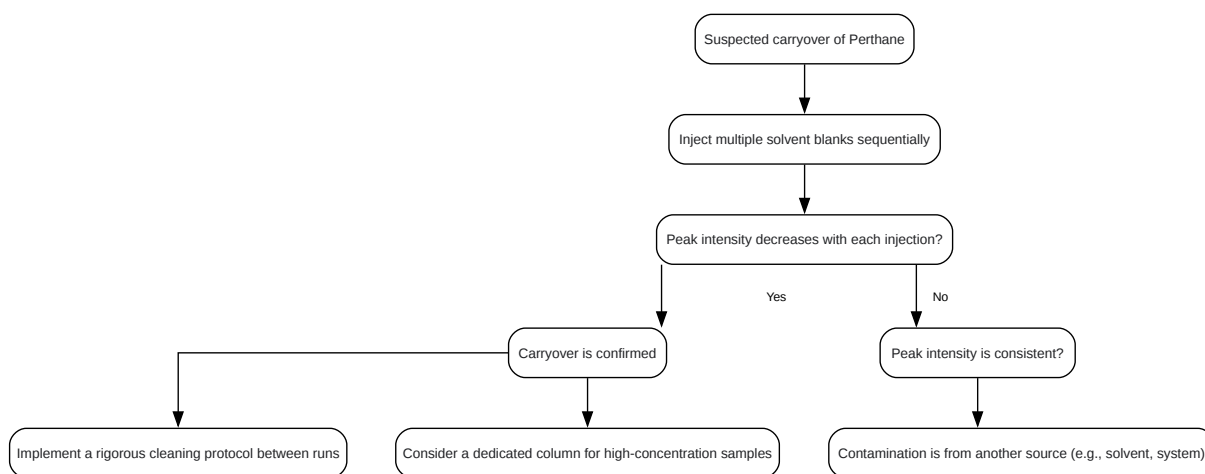 Suspected carryover of Perthane
Inject multiple solvent blanks sequentially
Peak intensity decreases with each injection?
Yes
No
Carryover is confirmed
Peak intensity is consistent?
Implement a rigorous cleaning protocol between runs
Consider a dedicated column for high-concentration samples
Contamination is from another source (e.g., solvent, system)